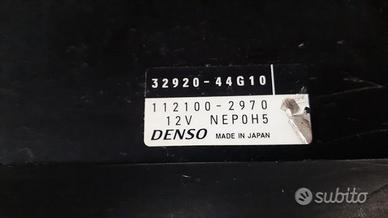 32920-44G10
112100-2970
12V NEP0H5
DENSO MADE IN JAPAN
subito